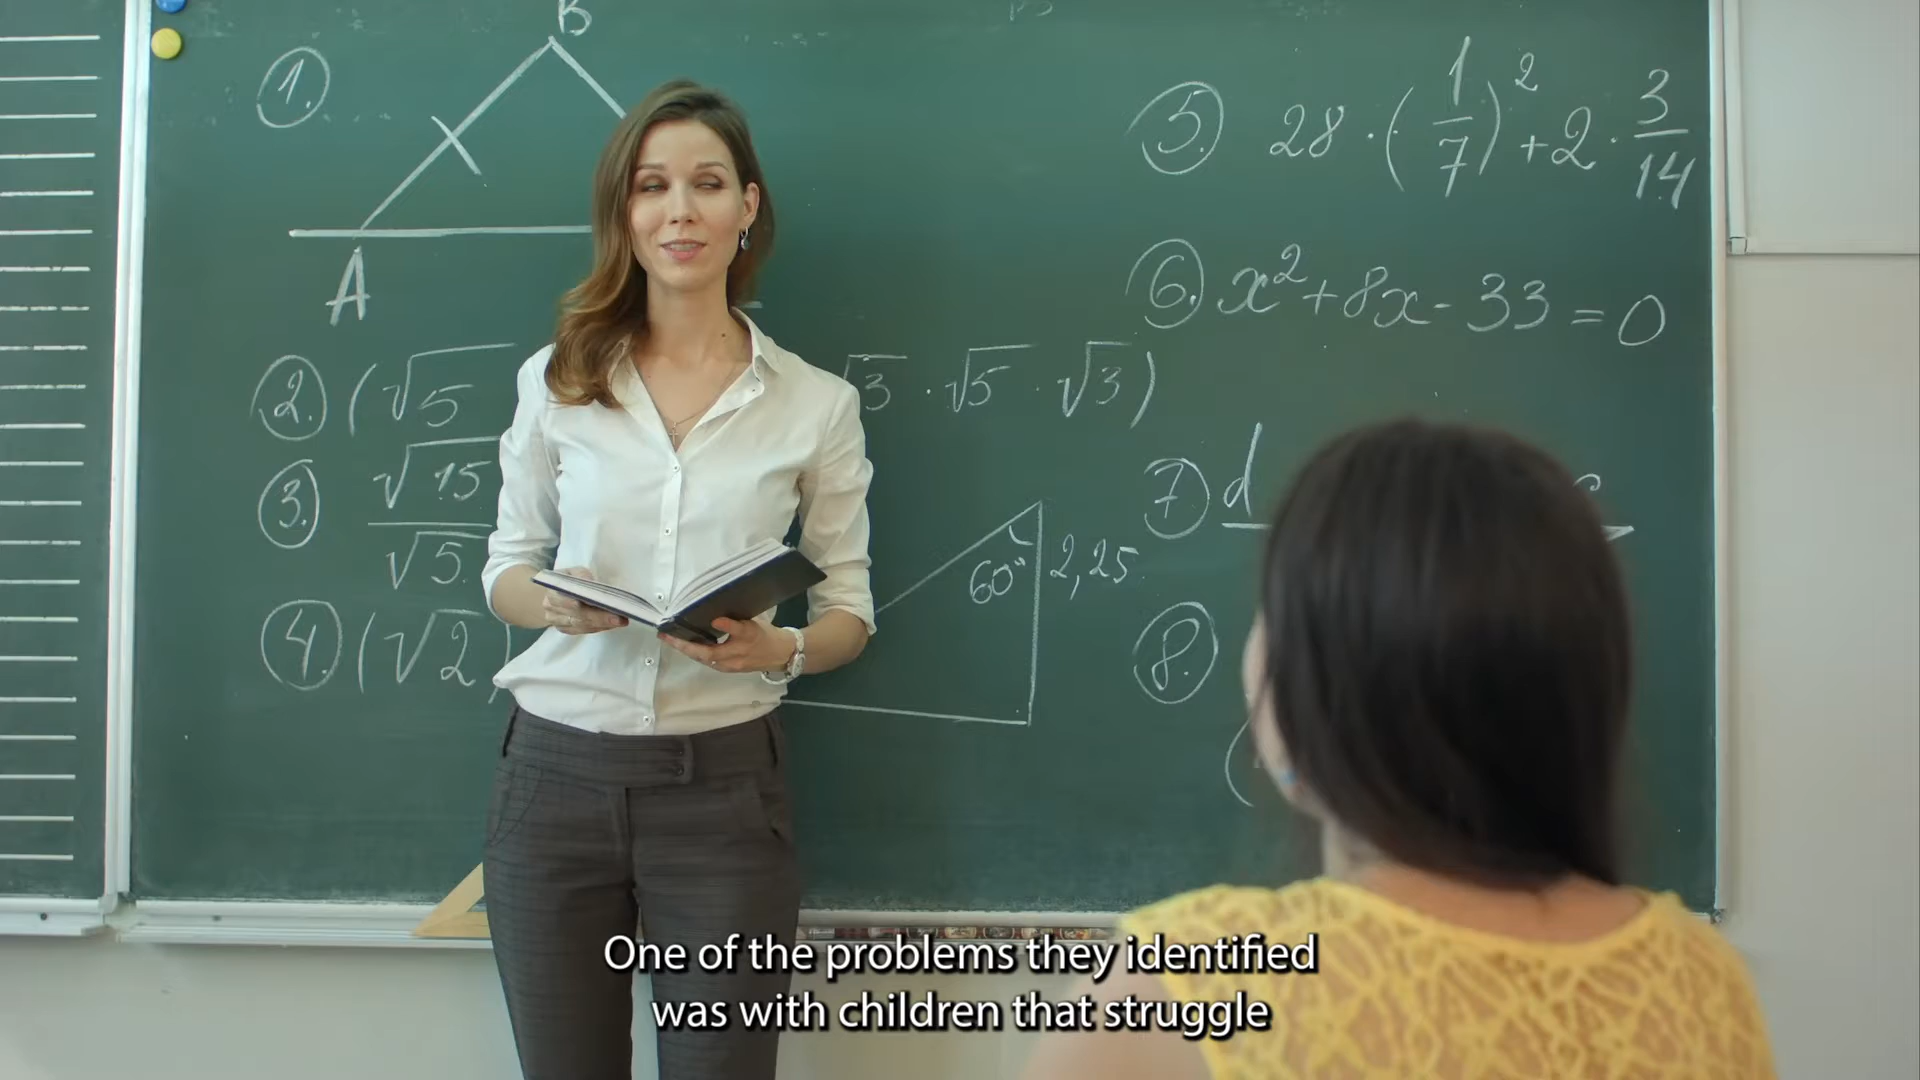 B
1.
A
2. (√5 √3 · √5 · √3)
3. √15
√5
4. (√2)
60° 2,25
5. 28 · (1/7)² + 2 · 3/14
6. x² + 8x - 33 = 0
7) d c
8.
(
One of the problems they identified
was with children that struggle